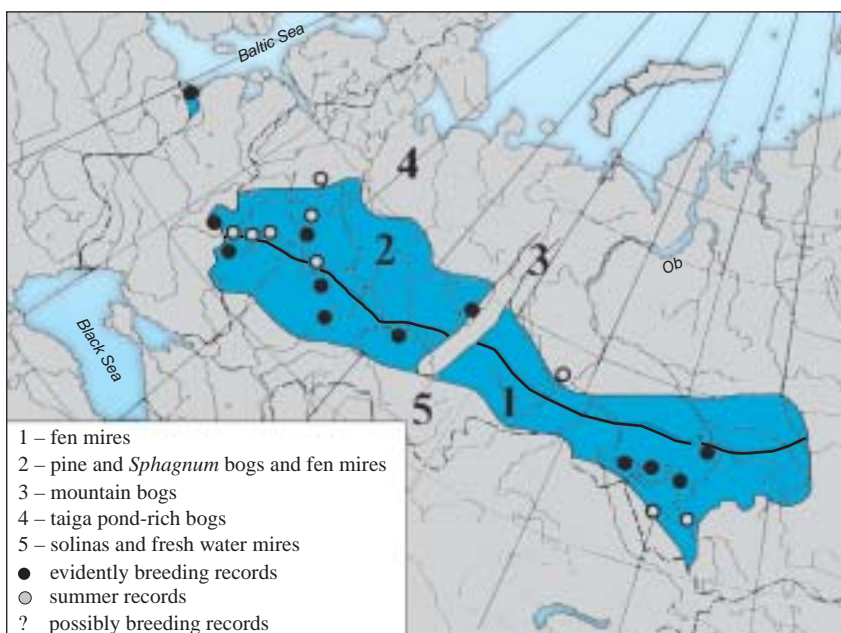 Baltic Sea
4
2
3
Ob
Black Sea
5
1
1 – fen mires
2 – pine and Sphagnum bogs and fen mires
3 – mountain bogs
4 – taiga pond-rich bogs
5 – solinas and fresh water mires
● evidently breeding records
○ summer records
? possibly breeding records